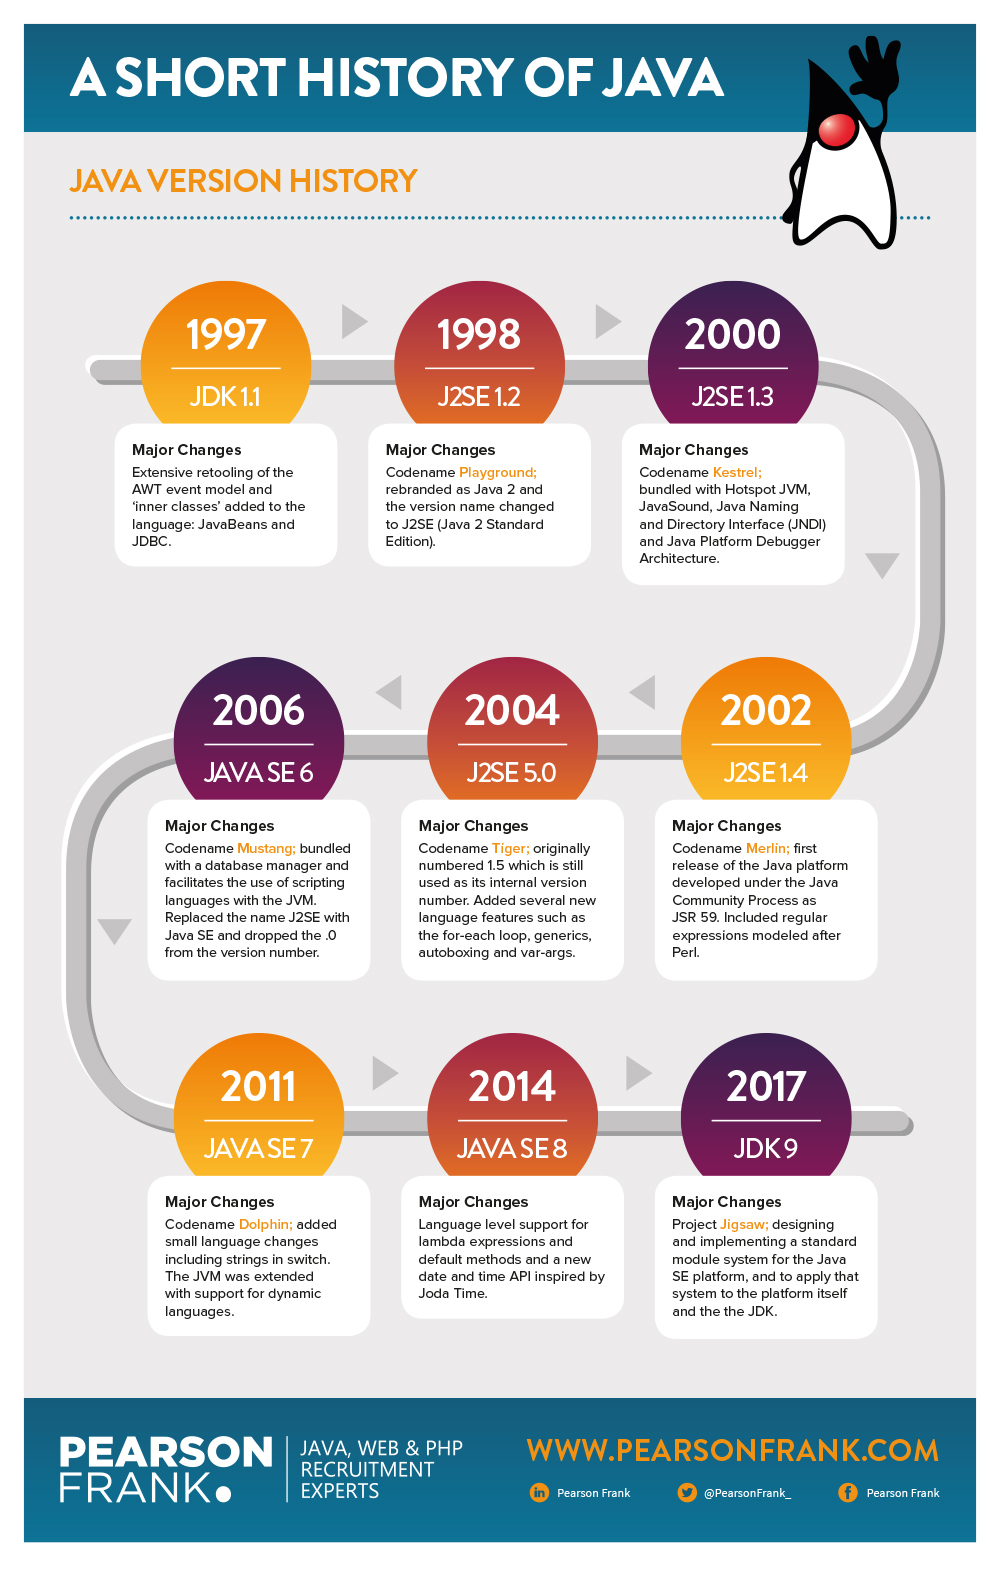 A SHORT HISTORY OF JAVA
JAVA VERSION HISTORY
1997
JDK 1.1
Major Changes
Extensive retooling of the
AWT event model and
‘inner classes’ added to the
language: JavaBeans and
JDBC.
1998
J2SE 1.2
Major Changes
Codename Playground;
rebranded as Java 2 and
the version name changed
to J2SE (Java 2 Standard
Edition).
2000
J2SE 1.3
Major Changes
Codename Kestrel;
bundled with Hotspot JVM,
JavaSound, Java Naming
and Directory Interface (JNDI)
and Java Platform Debugger
Architecture.
2006
JAVA SE 6
Major Changes
Codename Mustang; bundled
with a database manager and
facilitates the use of scripting
languages with the JVM.
Replaced the name J2SE with
Java SE and dropped the .0
from the version number.
2004
J2SE 5.0
Major Changes
Codename Tiger; originally
numbered 1.5 which is still
used as its internal version
number. Added several new
language features such as
the for-each loop, generics,
autoboxing and var-args.
2002
J2SE 1.4
Major Changes
Codename Merlin; first
release of the Java platform
developed under the Java
Community Process as
JSR 59. Included regular
expressions modeled after
Perl.
2011
JAVA SE 7
Major Changes
Codename Dolphin; added
small language changes
including strings in switch.
The JVM was extended
with support for dynamic
languages.
2014
JAVA SE 8
Major Changes
Language level support for
lambda expressions and
default methods and a new
date and time API inspired by
Joda Time.
2017
JDK 9
Major Changes
Project Jigsaw; designing
and implementing a standard
module system for the Java
SE platform, and to apply that
system to the platform itself
and the the JDK.
PEARSON
FRANK.
JAVA, WEB & PHP
RECRUITMENT
EXPERTS
WWW.PEARSONFRANK.COM
in Pearson Frank
@PearsonFrank_
f Pearson Frank